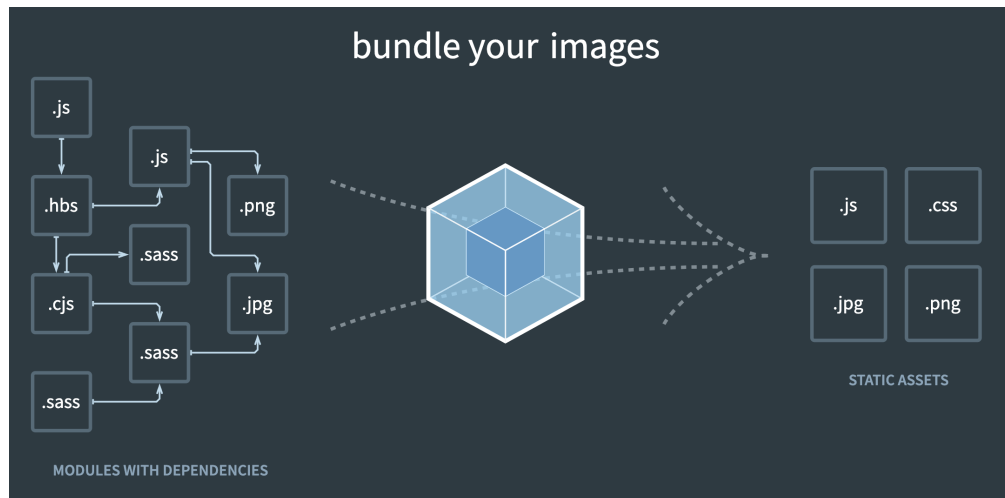 bundle your images
.js
.js
.hbs
.png
.sass
.cjs
.jpg
.sass
.sass
MODULES WITH DEPENDENCIES
.js
.css
.jpg
.png
STATIC ASSETS